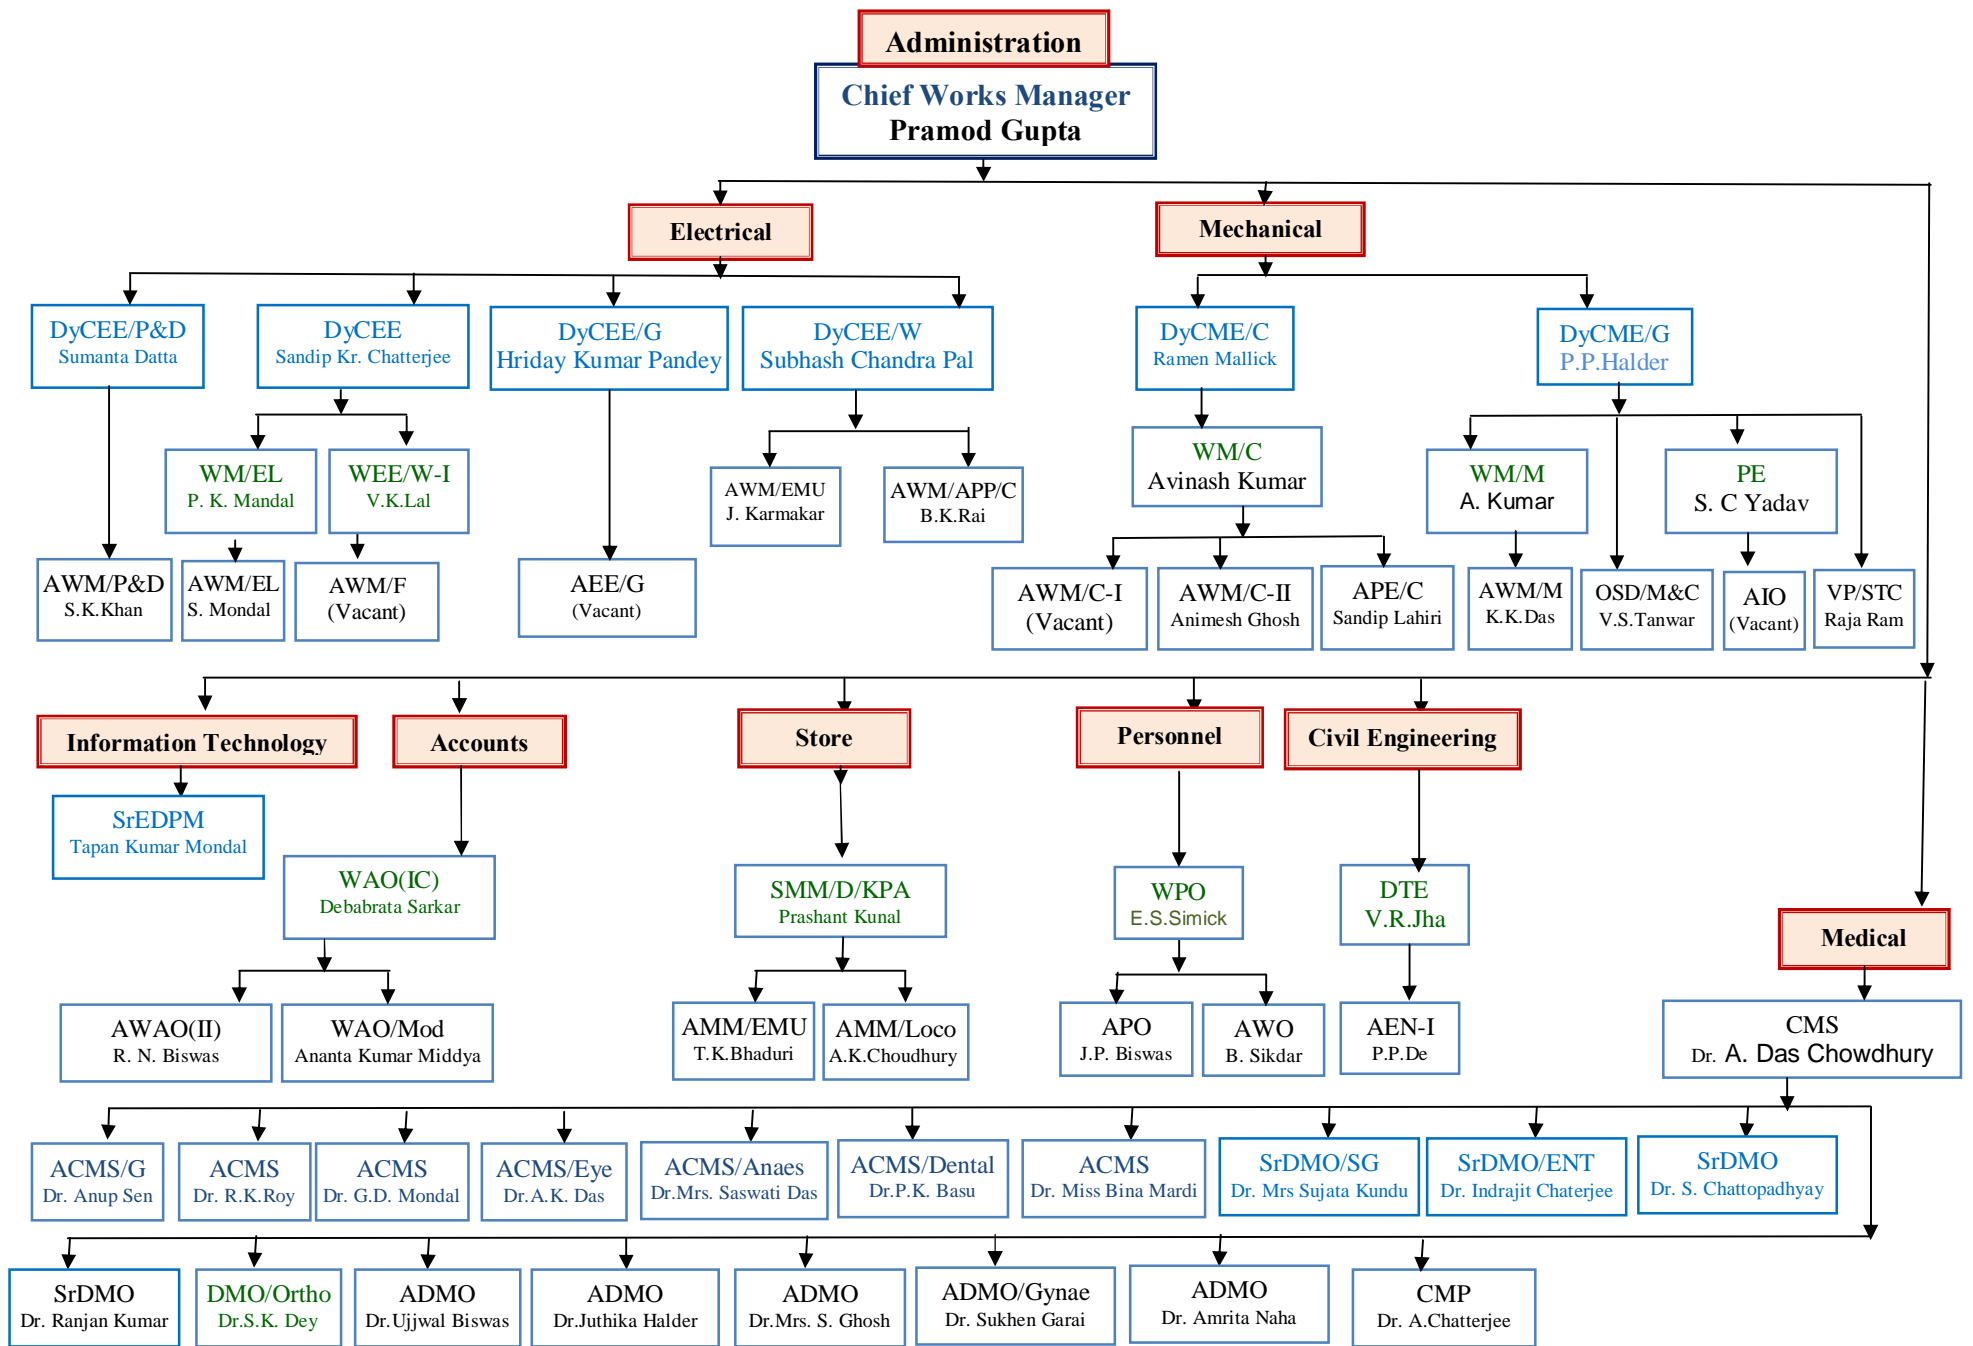 Administration
Chief Works Manager
Pramod Gupta
Electrical
Mechanical
DyCEE/P&D
Sumanta Datta
DyCEE
Sandip Kr. Chatterjee
DyCEE/G
Hriday Kumar Pandey
DyCEE/W
Subhash Chandra Pal
DyCME/C
Ramen Mallick
DyCME/G
P.P.Halder
WM/EL
P. K. Mandal
WEE/W-I
V.K.Lal
AWM/EMU
J. Karmakar
AWM/APP/C
B.K.Rai
WM/C
Avinash Kumar
WM/M
A. Kumar
PE
S. C Yadav
AWM/P&D
S.K.Khan
AWM/EL
S. Mondal
AWM/F
(Vacant)
AEE/G
(Vacant)
AWM/C-I
(Vacant)
AWM/C-II
Animesh Ghosh
APE/C
Sandip Lahiri
AWM/M
K.K.Das
OSD/M&C
V.S.Tanwar
AIO
(Vacant)
VP/STC
Raja Ram
Information Technology
Accounts
Store
Personnel
Civil Engineering
SrEDPM
Tapan Kumar Mondal
WAO(IC)
Debabrata Sarkar
SMM/D/KPA
Prashant Kunal
WPO
E.S.Simick
DTE
V.R.Jha
Medical
AWAO(II)
R. N. Biswas
WAO/Mod
Ananta Kumar Middya
AMM/EMU
T.K.Bhaduri
AMM/Loco
A.K.Choudhury
APO
J.P. Biswas
AWO
B. Sikdar
AEN-I
P.P.De
CMS
Dr. A. Das Chowdhury
ACMS/G
Dr. Anup Sen
ACMS
Dr. R.K.Roy
ACMS
Dr. G.D. Mondal
ACMS/Eye
Dr.A.K. Das
ACMS/Anaes
Dr.Mrs. Saswati Das
ACMS/Dental
Dr.P.K. Basu
ACMS
Dr. Miss Bina Mardi
SrDMO/SG
Dr. Mrs Sujata Kundu
SrDMO/ENT
Dr. Indrajit Chaterjee
SrDMO
Dr. S. Chattopadhyay
SrDMO
Dr. Ranjan Kumar
DMO/Ortho
Dr.S.K. Dey
ADMO
Dr.Ujjwal Biswas
ADMO
Dr.Juthika Halder
ADMO
Dr.Mrs. S. Ghosh
ADMO/Gynae
Dr. Sukhen Garai
ADMO
Dr. Amrita Naha
CMP
Dr. A.Chatterjee